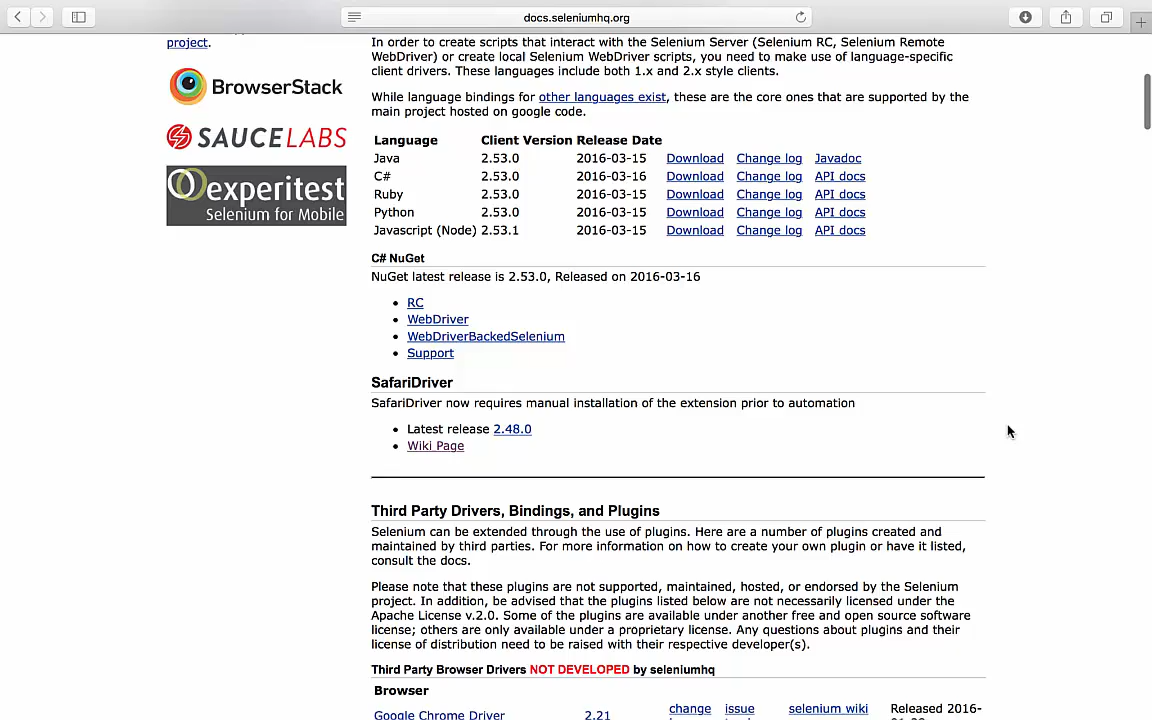 docs.seleniumhq.org
project.
BrowserStack
SAUCELABS
experitest
Selenium for Mobile
In order to create scripts that interact with the Selenium Server (Selenium RC, Selenium Remote
WebDriver) or create local Selenium WebDriver scripts, you need to make use of language-specific
client drivers. These languages include both 1.x and 2.x style clients.
While language bindings for other languages exist, these are the core ones that are supported by the
main project hosted on google code.
Language Client Version Release Date
Java 2.53.0 2016-03-15 Download Change log Javadoc
C# 2.53.0 2016-03-16 Download Change log API docs
Ruby 2.53.0 2016-03-15 Download Change log API docs
Python 2.53.0 2016-03-15 Download Change log API docs
Javascript (Node) 2.53.1 2016-03-15 Download Change log API docs
C# NuGet
NuGet latest release is 2.53.0, Released on 2016-03-16
• RC
• WebDriver
• WebDriverBackedSelenium
• Support
SafariDriver
SafariDriver now requires manual installation of the extension prior to automation
• Latest release 2.48.0
• Wiki Page
Third Party Drivers, Bindings, and Plugins
Selenium can be extended through the use of plugins. Here are a number of plugins created and
maintained by third parties. For more information on how to create your own plugin or have it listed,
consult the docs.
Please note that these plugins are not supported, maintained, hosted, or endorsed by the Selenium
project. In addition, be advised that the plugins listed below are not necessarily licensed under the
Apache License v.2.0. Some of the plugins are available under another free and open source software
license; others are only available under a proprietary license. Any questions about plugins and their
license of distribution need to be raised with their respective developer(s).
Third Party Browser Drivers NOT DEVELOPED by seleniumhq
Browser
Google Chrome Driver 2.21 change issue selenium wiki Released 2016-